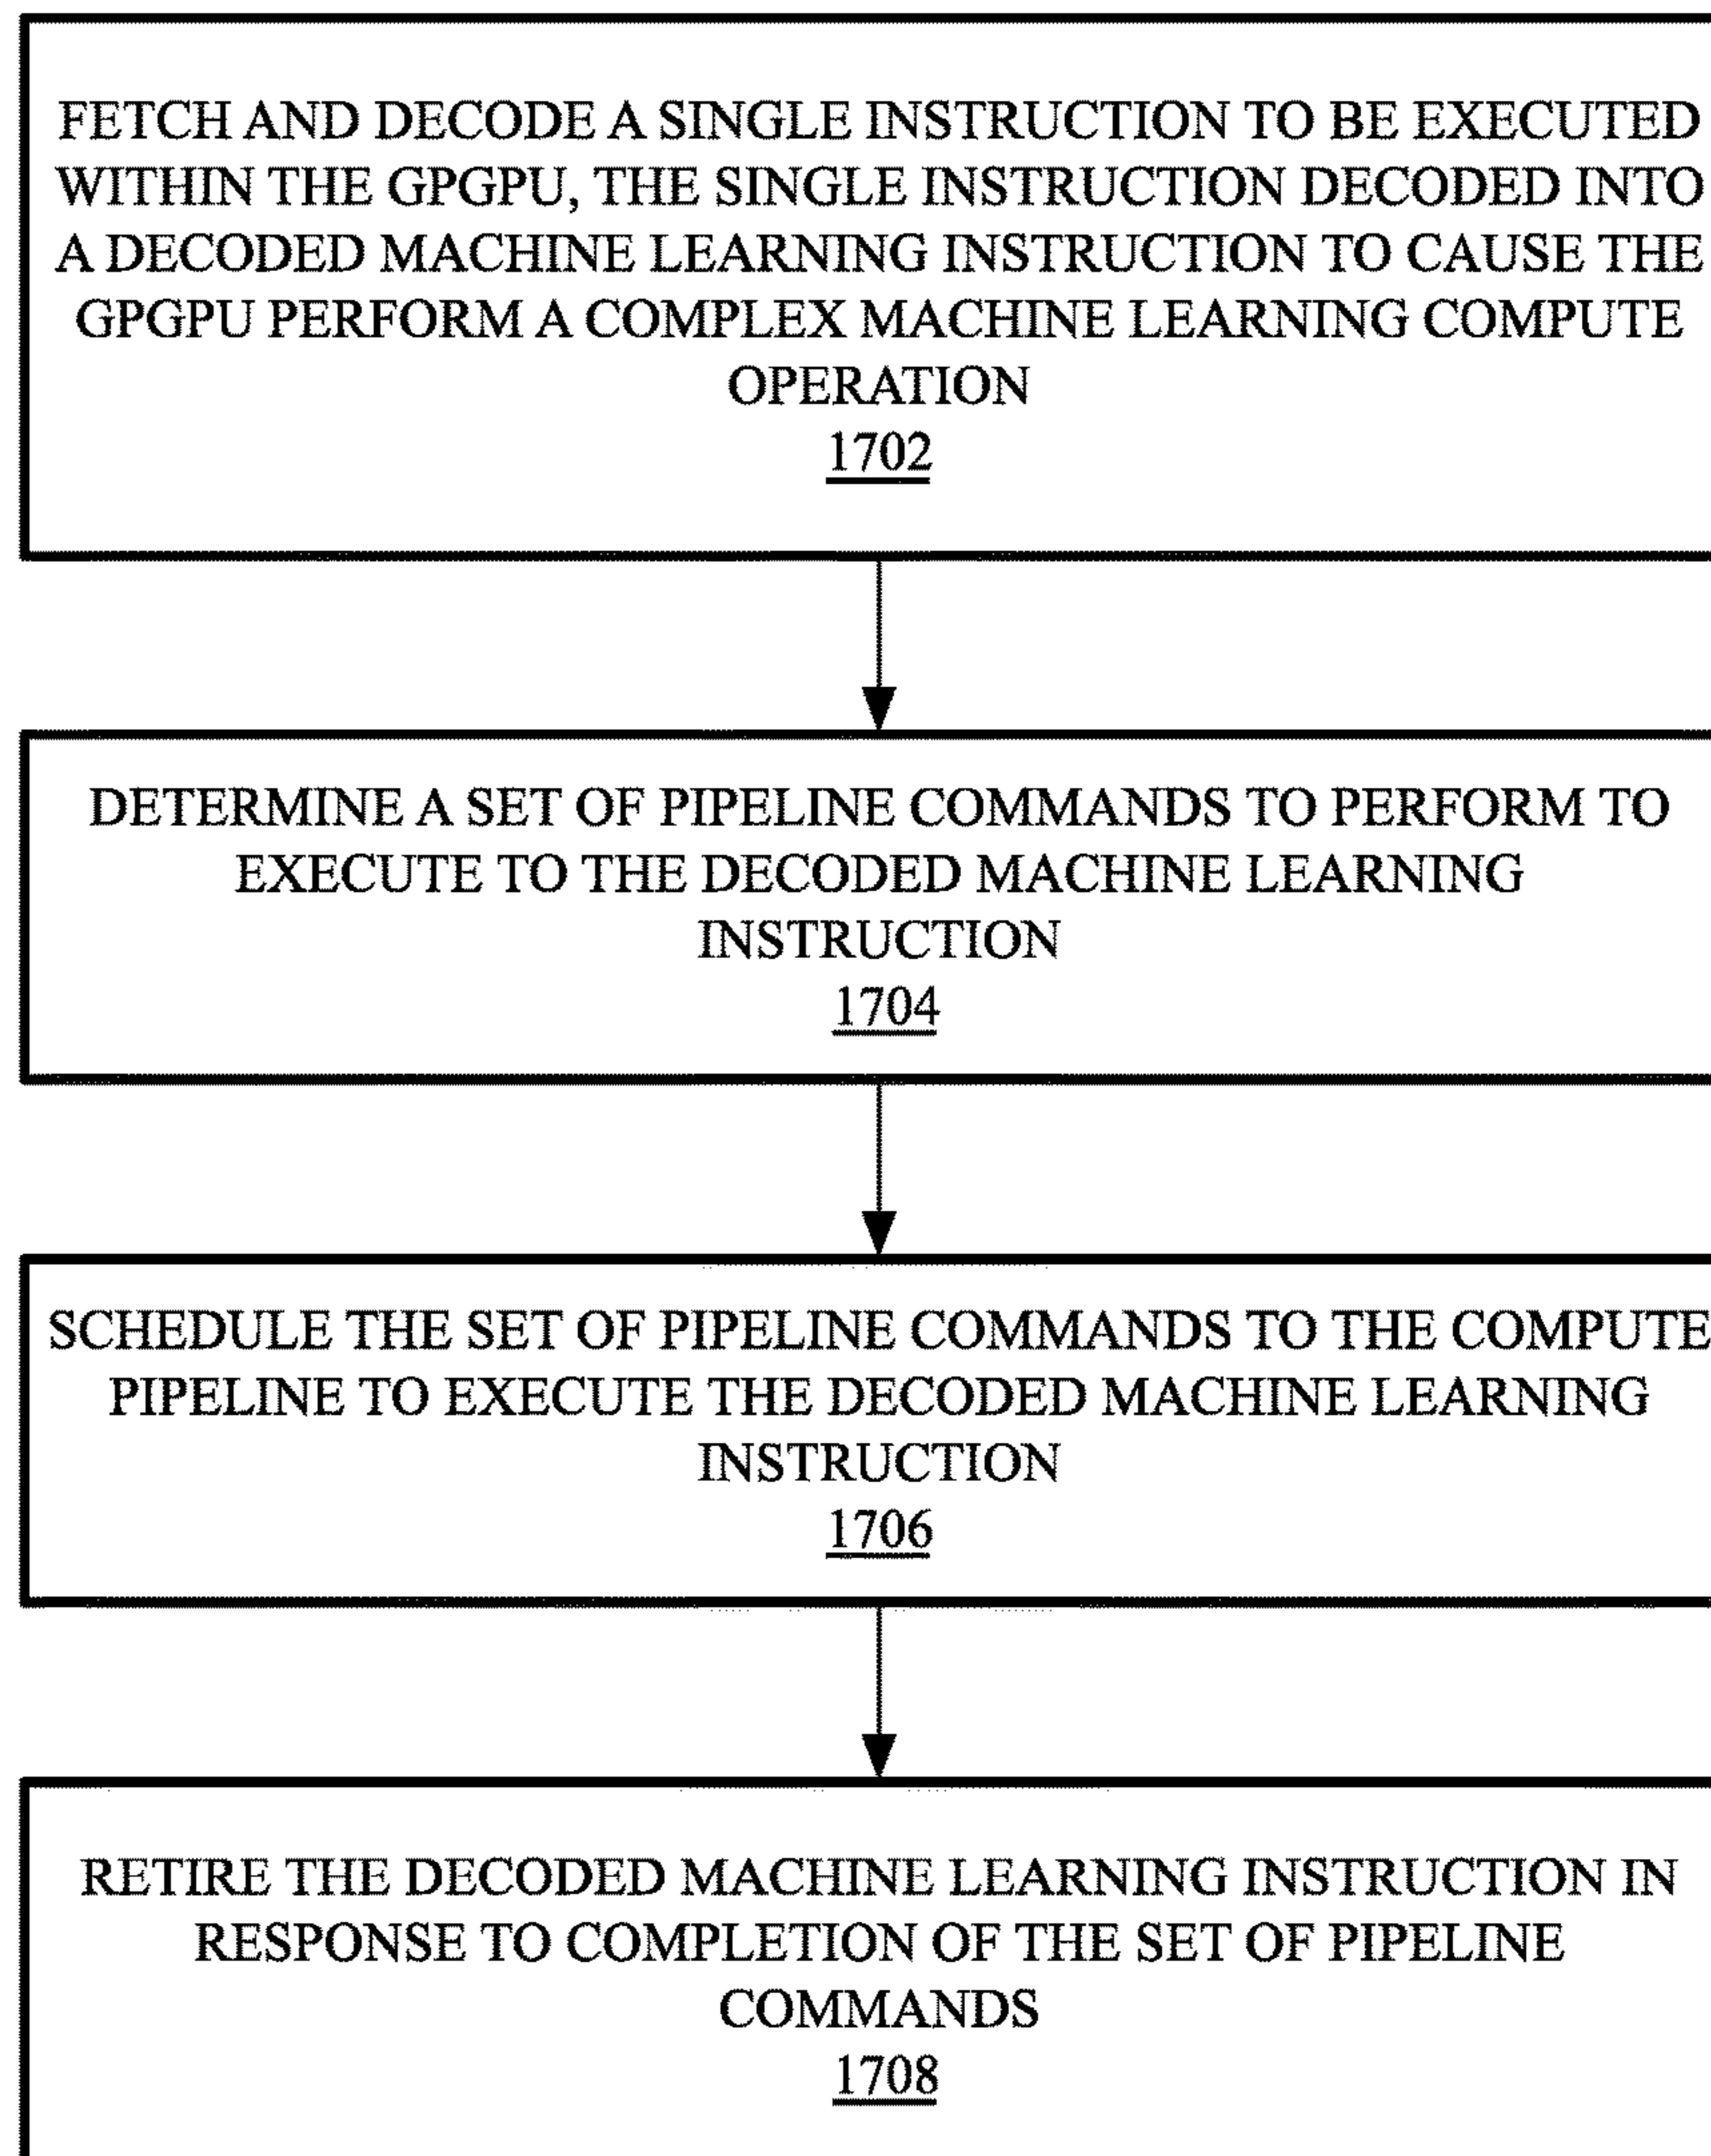 FETCH AND DECODE A SINGLE INSTRUCTION TO BE EXECUTED
WITHIN THE GPGPU, THE SINGLE INSTRUCTION DECODED INTO
A DECODED MACHINE LEARNING INSTRUCTION TO CAUSE THE
GPGPU PERFORM A COMPLEX MACHINE LEARNING COMPUTE
OPERATION
1702
DETERMINE A SET OF PIPELINE COMMANDS TO PERFORM TO
EXECUTE TO THE DECODED MACHINE LEARNING
INSTRUCTION
1704
SCHEDULE THE SET OF PIPELINE COMMANDS TO THE COMPUTE
PIPELINE TO EXECUTE THE DECODED MACHINE LEARNING
INSTRUCTION
1706
RETIRE THE DECODED MACHINE LEARNING INSTRUCTION IN
RESPONSE TO COMPLETION OF THE SET OF PIPELINE
COMMANDS
1708